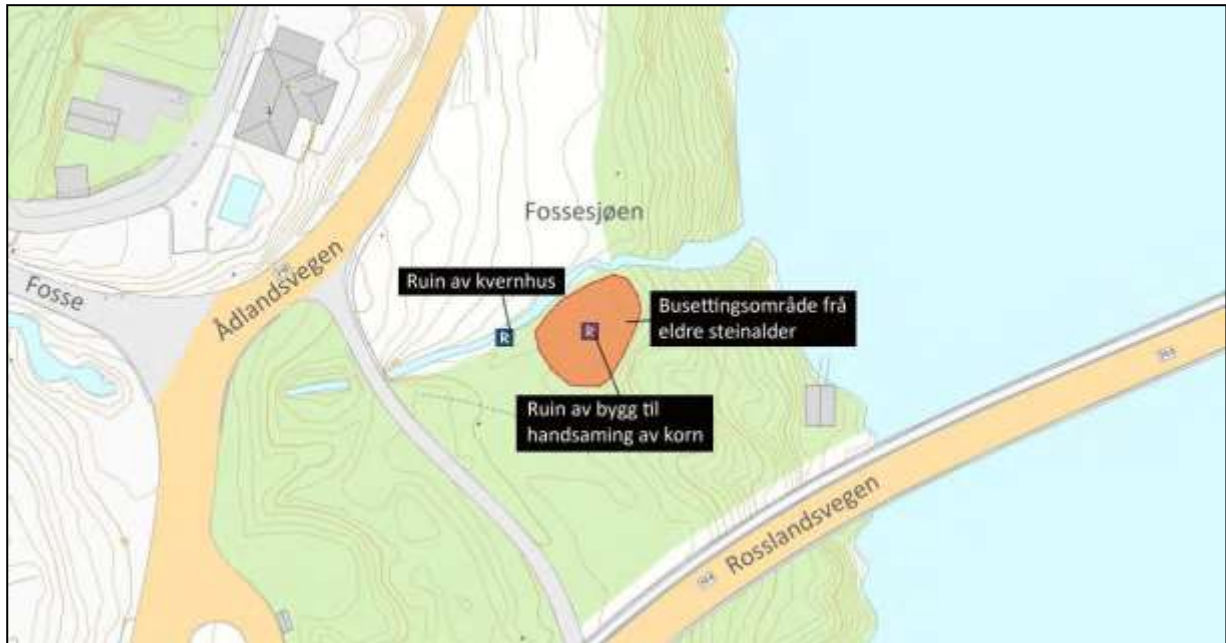 Fossesjøen
Ruin av kvernhus
Busettingsområde frå
eldre steinalder
R
R
Ådlandsvegen
Fosse
Ruin av bygg til
handsaming av korn
Rosslandsvegen